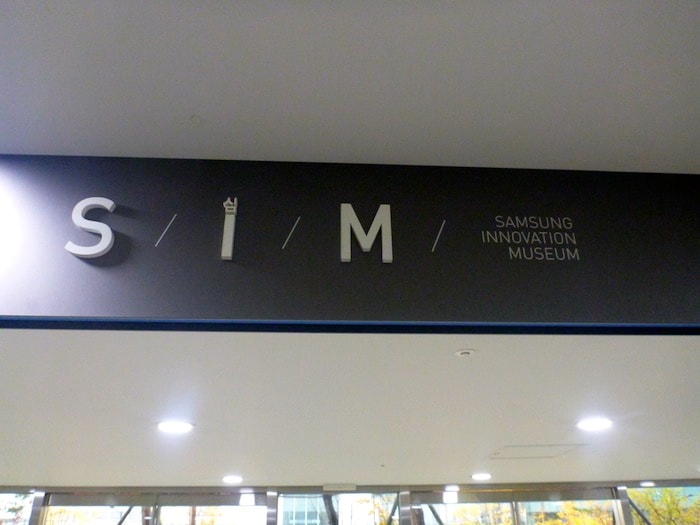 S / i / M /
SAMSUNG
INNOVATION
MUSEUM